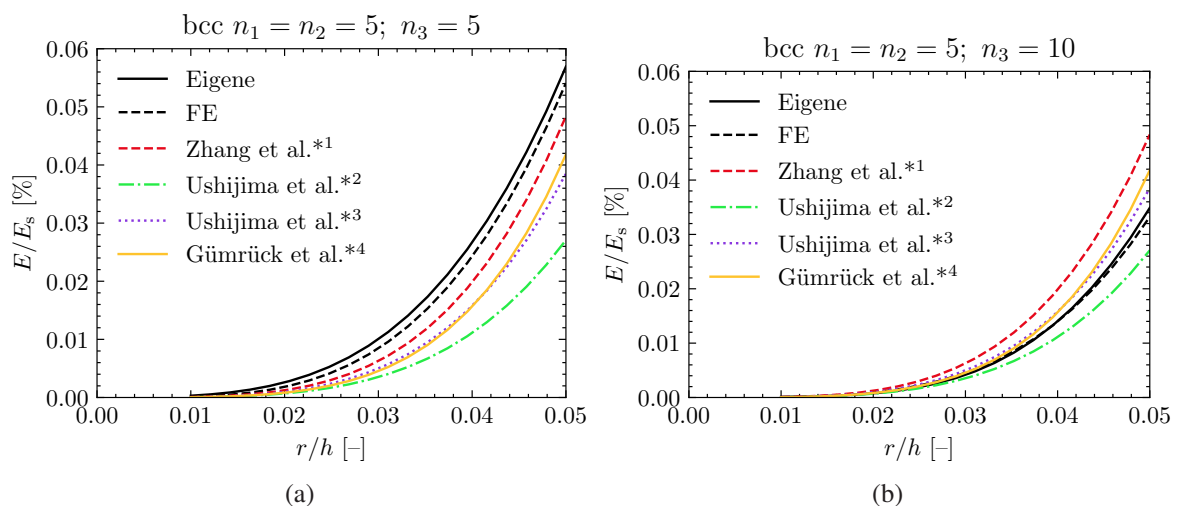 bcc n₁ = n₂ = 5; n₃ = 5
0.06
0.05
0.04
0.03
0.02
0.01
0.00
E/Eₛ [%]
Eigene
FE
Zhang et al.*1
Ushijima et al.*2
Ushijima et al.*3
Gümrück et al.*4
0.00 0.01 0.02 0.03 0.04 0.05
r/h [–]
(a)
bcc n₁ = n₂ = 5; n₃ = 10
0.06
0.05
0.04
0.03
0.02
0.01
0.00
E/Eₛ [%]
Eigene
FE
Zhang et al.*1
Ushijima et al.*2
Ushijima et al.*3
Gümrück et al.*4
0.00 0.01 0.02 0.03 0.04 0.05
r/h [–]
(b)